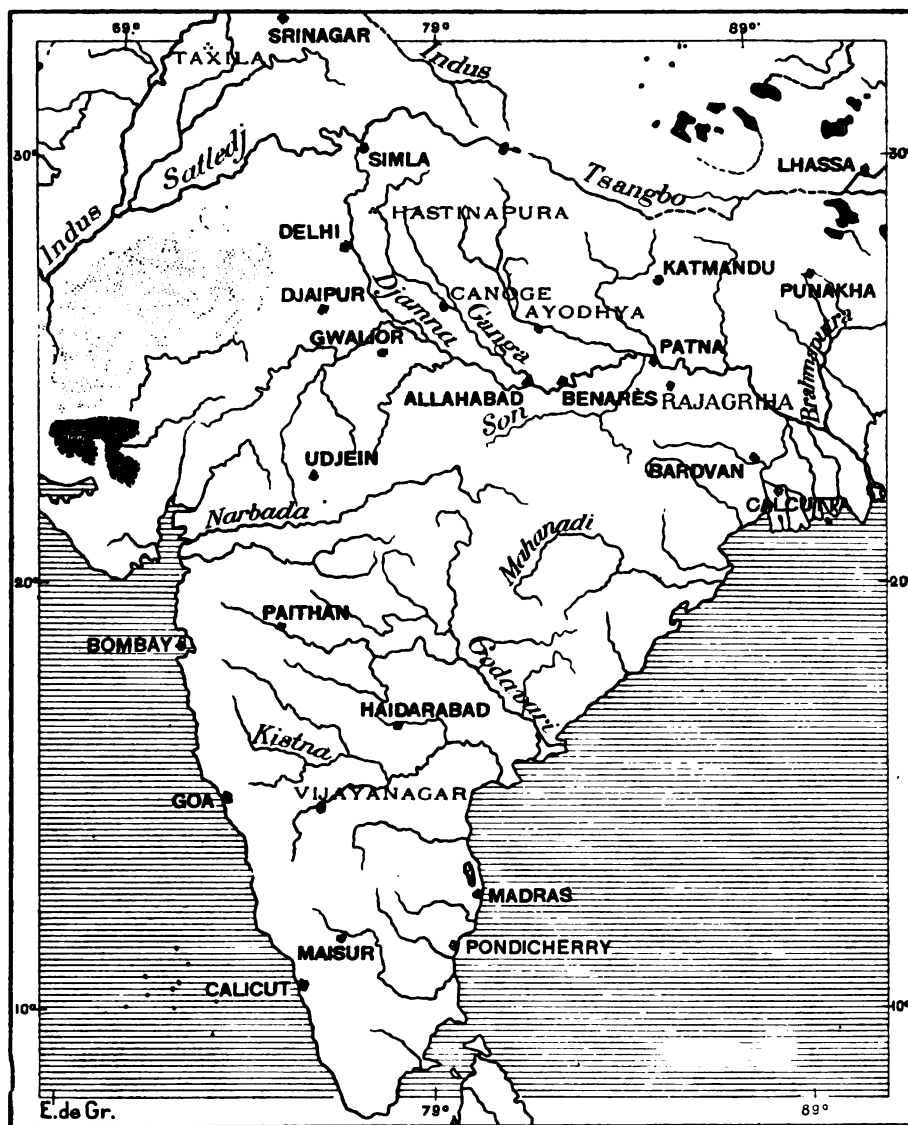 69°
79°
89°
SRINAGAR
TAXILA
Indus
Satledj
SIMLA
30°
30°
LHASSA
Tsangbo
Indus
HASTINAPURA
DELHI
KATMANDU
PUNAKHA
DJAIPUR
Djamna
CANOGE
Ganga
AYODHYA
GWALIOR
PATNA
Brahmaputra
ALLAHABAD
BENARÈS
RAJAGRIHA
Son
UDJEIN
BARDVAN
CALCUTTA
Narbada
Mahanadi
20°
20°
PAITHAN
BOMBAY
Godavari
HAIDARABAD
Kistna
GOA
VIJAYANAGAR
MADRAS
MAISUR
PONDICHERRY
CALICUT
10°
10°
E. de Gr.
79°
89°